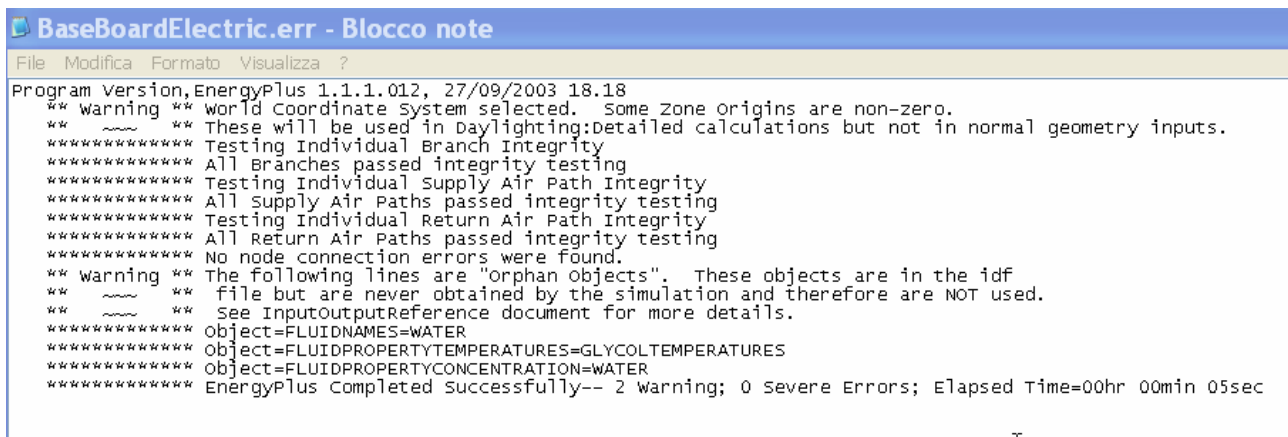 BaseBoardElectric.err - Blocco note
File Modifica Formato Visualizza ?
Program Version,EnergyPlus 1.1.1.012, 27/09/2003 18.18
** Warning ** World Coordinate System selected.  Some Zone Origins are non-zero.
**   ~~~   ** These will be used in Daylighting:Detailed calculations but not in normal geometry inputs.
************* Testing Individual Branch Integrity
************* All Branches passed integrity testing
************* Testing Individual Supply Air Path Integrity
************* All Supply Air Paths passed integrity testing
************* Testing Individual Return Air Path Integrity
************* All Return Air Paths passed integrity testing
************* No node connection errors were found.
** Warning ** The following lines are "Orphan Objects".  These objects are in the idf
**   ~~~   **  file but are never obtained by the simulation and therefore are NOT used.
**   ~~~   **  See InputOutputReference document for more details.
************* Object=FLUIDNAMES=WATER
************* Object=FLUIDPROPERTYTEMPERATURES=GLYCOLTEMPERATURES
************* Object=FLUIDPROPERTYCONCENTRATION=WATER
************* EnergyPlus Completed Successfully-- 2 Warning; 0 Severe Errors; Elapsed Time=00hr 00min 05sec